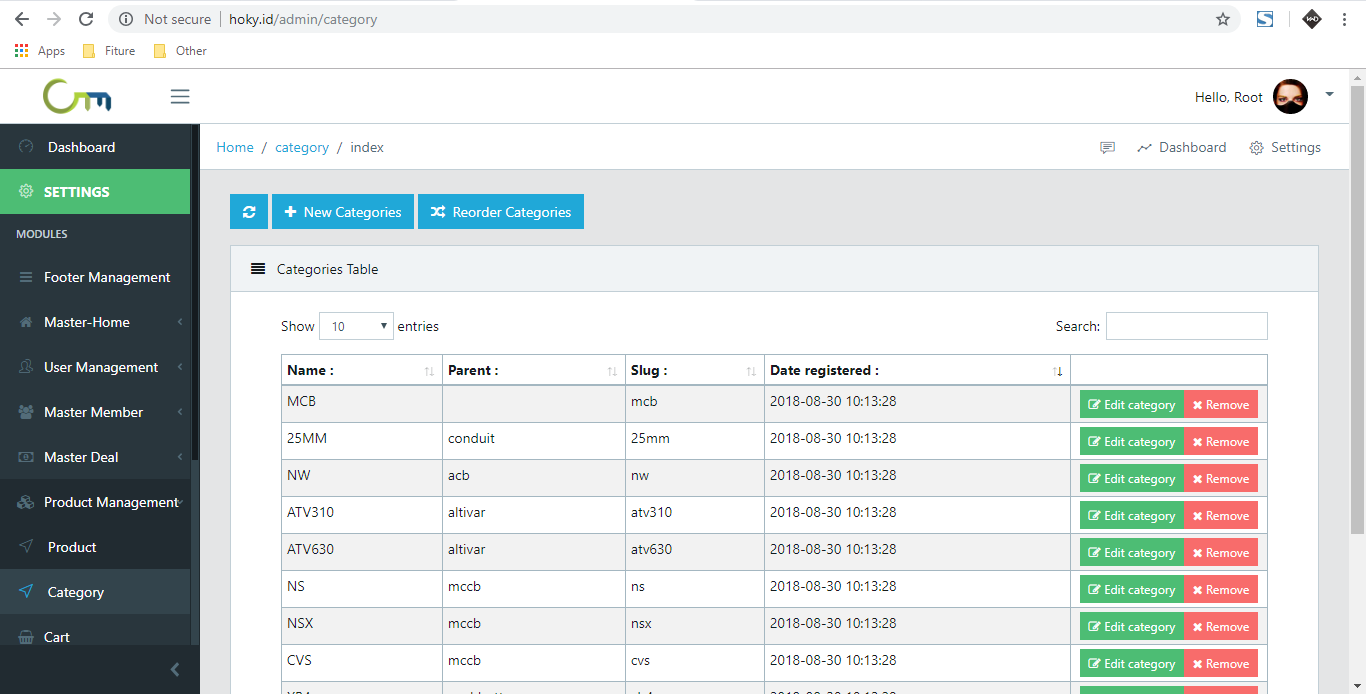 Not secure | hoky.id/admin/category
Apps Fiture Other
Hello, Root
Dashboard
SETTINGS
MODULES
Footer Management
Master-Home
User Management
Master Member
Master Deal
Product Management
Product
Category
Cart
Home / category / index
Dashboard Settings
New Categories Reorder Categories
Categories Table
Show 10 entries Search:
Name : Parent : Slug : Date registered :
MCB mcb 2018-08-30 10:13:28 Edit category Remove
25MM conduit 25mm 2018-08-30 10:13:28 Edit category Remove
NW acb nw 2018-08-30 10:13:28 Edit category Remove
ATV310 altivar atv310 2018-08-30 10:13:28 Edit category Remove
ATV630 altivar atv630 2018-08-30 10:13:28 Edit category Remove
NS mccb ns 2018-08-30 10:13:28 Edit category Remove
NSX mccb nsx 2018-08-30 10:13:28 Edit category Remove
CVS mccb cvs 2018-08-30 10:13:28 Edit category Remove